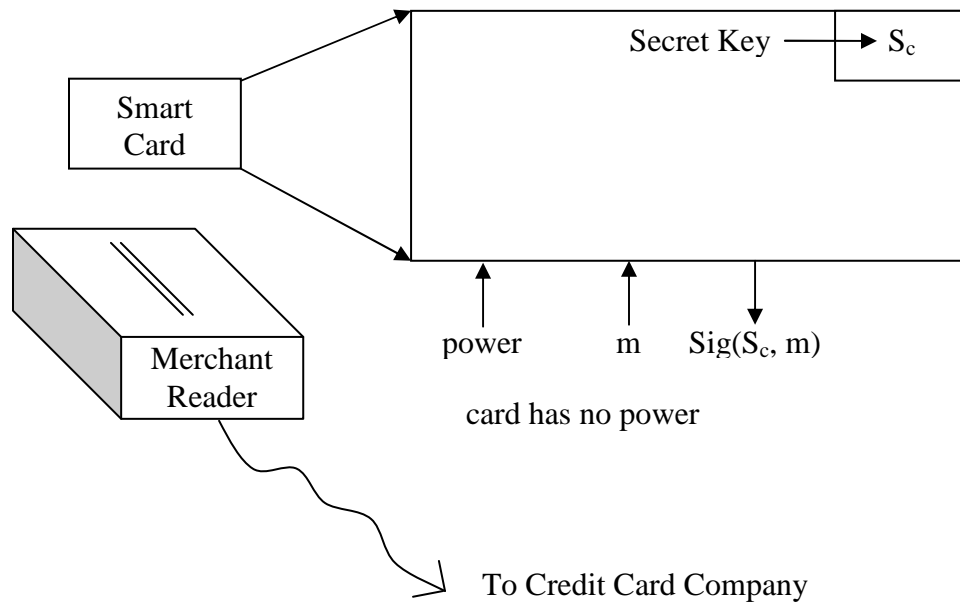 Secret Key
S_c
Smart
Card
power
m
Sig(S_c, m)
Merchant
Reader
card has no power
To Credit Card Company